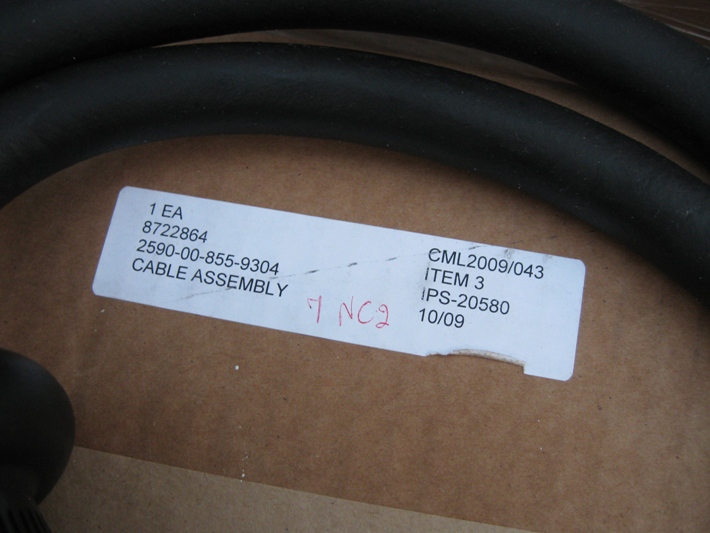 1 EA
8722864
2590-00-855-9304
CABLE ASSEMBLY
7 NC2
CML2009/043
ITEM 3
IPS-20580
10/09